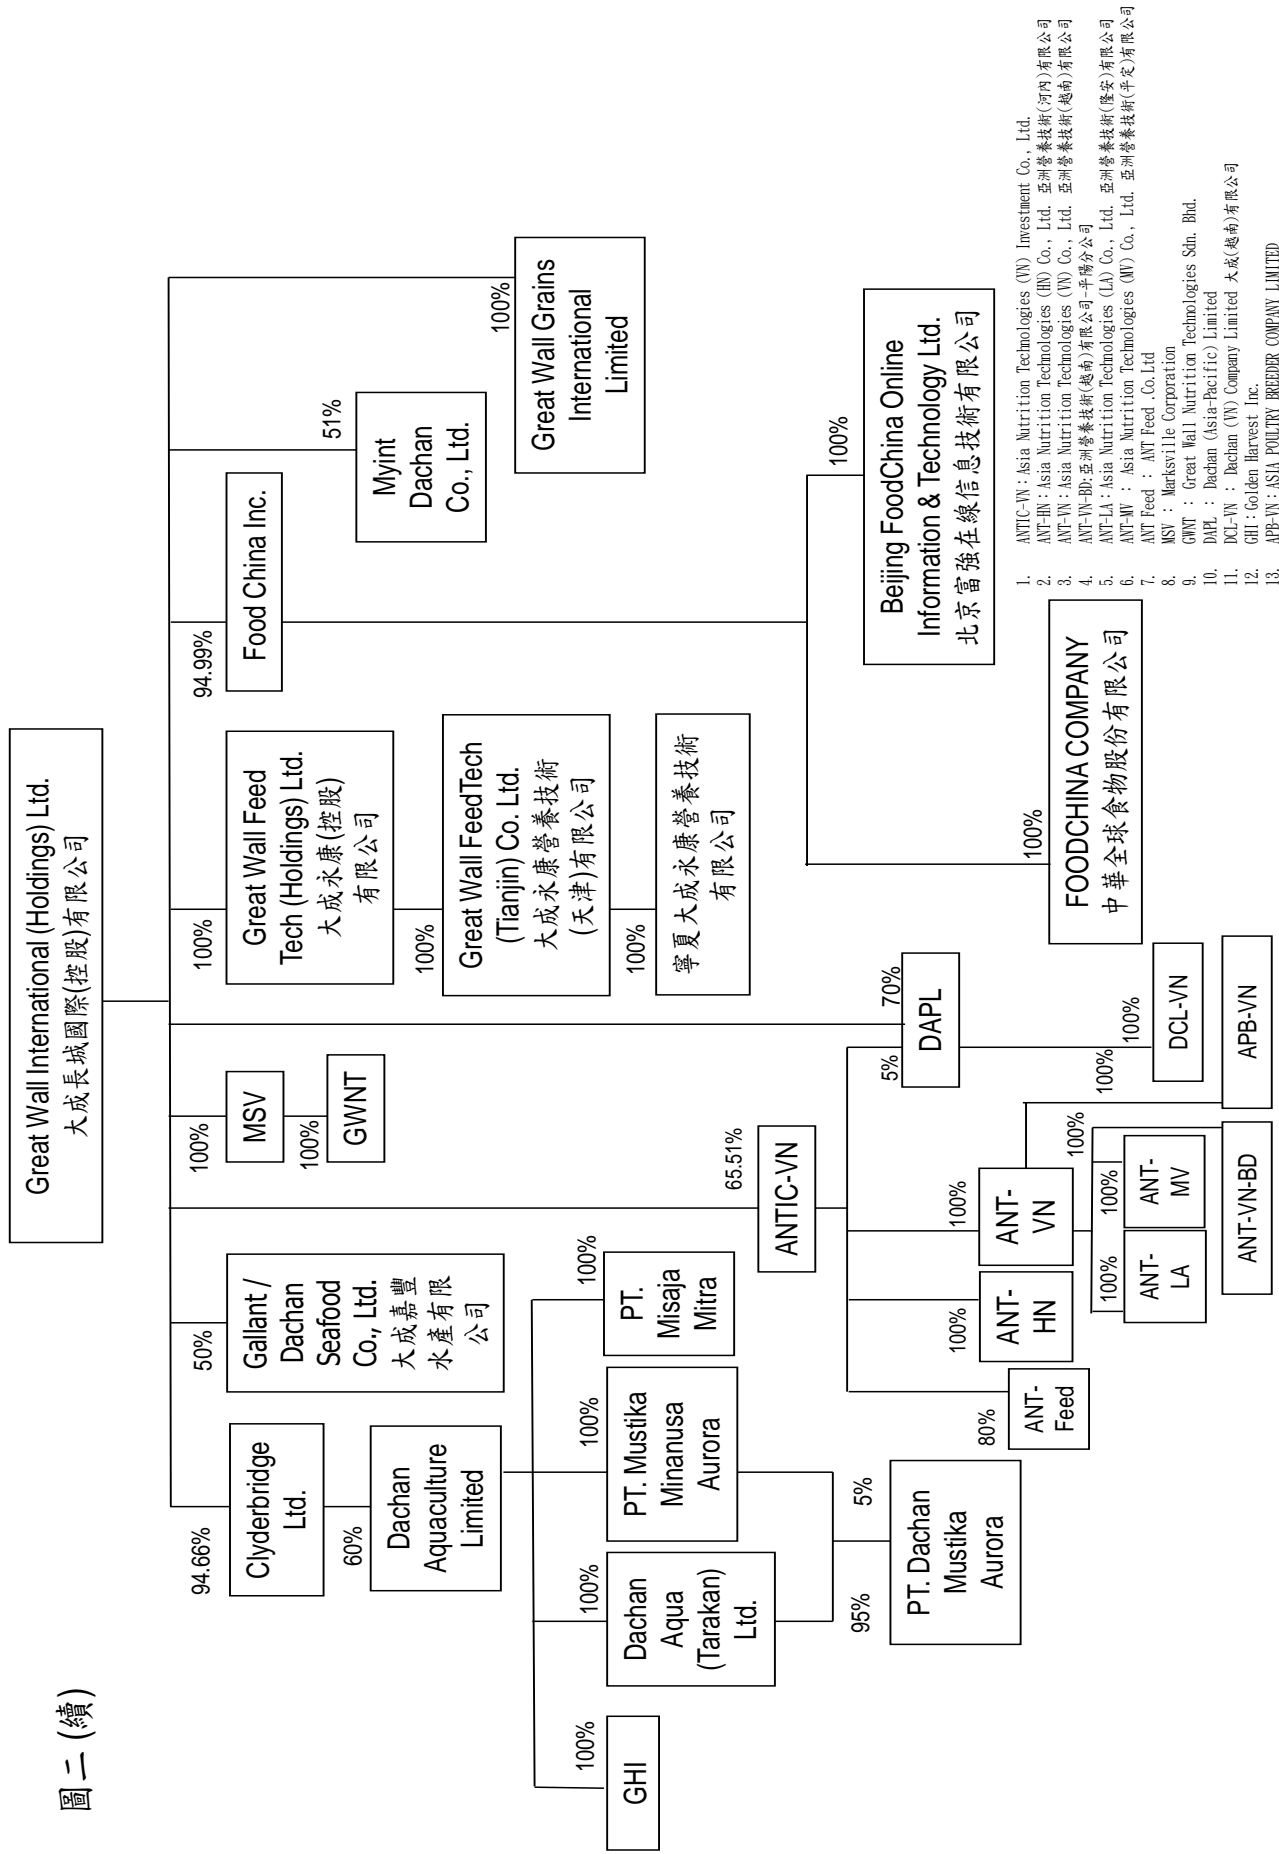 圖二 (續)
Great Wall International (Holdings) Ltd.
大成長城國際(控股)有限公司
94.66%
Clyderbridge
Ltd.
60%
Dachan
Aquaculture
Limited
100%
GHI
100%
Dachan
Aqua
(Tarakan)
Ltd.
100%
PT. Mustika
Minanusa
Aurora
100%
PT.
Misaja
Mitra
95%
5%
PT. Dachan
Mustika
Aurora
50%
Gallant /
Dachan
Seafood
Co., Ltd.
大成嘉豐
水產有限
公司
65.51%
ANTIC-VN
80%
ANT-
Feed
100%
ANT-
HN
100%
ANT-
VN
100%
ANT-
LA
100%
ANT-
MV
100%
ANT-VN-BD
100%
APB-VN
100%
MSV
100%
GWNT
5%
70%
DAPL
100%
DCL-VN
100%
Great Wall Feed
Tech (Holdings) Ltd.
大成永康(控股)
有限公司
100%
Great Wall FeedTech
(Tianjin) Co. Ltd.
大成永康營養技術
(天津)有限公司
100%
寧夏大成永康營養技術
有限公司
94.99%
Food China Inc.
100%
FOODCHINA COMPANY
中華全球食物股份有限公司
100%
Beijing FoodChina Online
Information & Technology Ltd.
北京富強在線信息技術有限公司
51%
Myint
Dachan
Co., Ltd.
100%
Great Wall Grains
International
Limited
1. ANTIC-VN：Asia Nutrition Technologies (VN) Investment Co., Ltd.
2. ANT-HN：Asia Nutrition Technologies (HN) Co., Ltd. 亞洲營養技術(河內)有限公司
3. ANT-VN：Asia Nutrition Technologies (VN) Co., Ltd. 亞洲營養技術(越南)有限公司
4. ANT-VN-BD:亞洲營養技術(越南)有限公司-平陽分公司
5. ANT-LA：Asia Nutrition Technologies (LA) Co., Ltd. 亞洲營養技術(隆安)有限公司
6. ANT-MV ： Asia Nutrition Technologies (MV) Co., Ltd. 亞洲營養技術(平定)有限公司
7. ANT Feed ： ANT Feed .Co.Ltd
8. MSV ： Marksville Corporation
9. GWNT ： Great Wall Nutrition Technologies Sdn. Bhd.
10. DAPL ： Dachan (Asia-Pacific) Limited
11. DCL-VN ： Dachan (VN) Company Limited 大成(越南)有限公司
12. GHI：Golden Harvest Inc.
13. APB-VN：ASIA POULTRY BREEDER COMPANY LIMITED